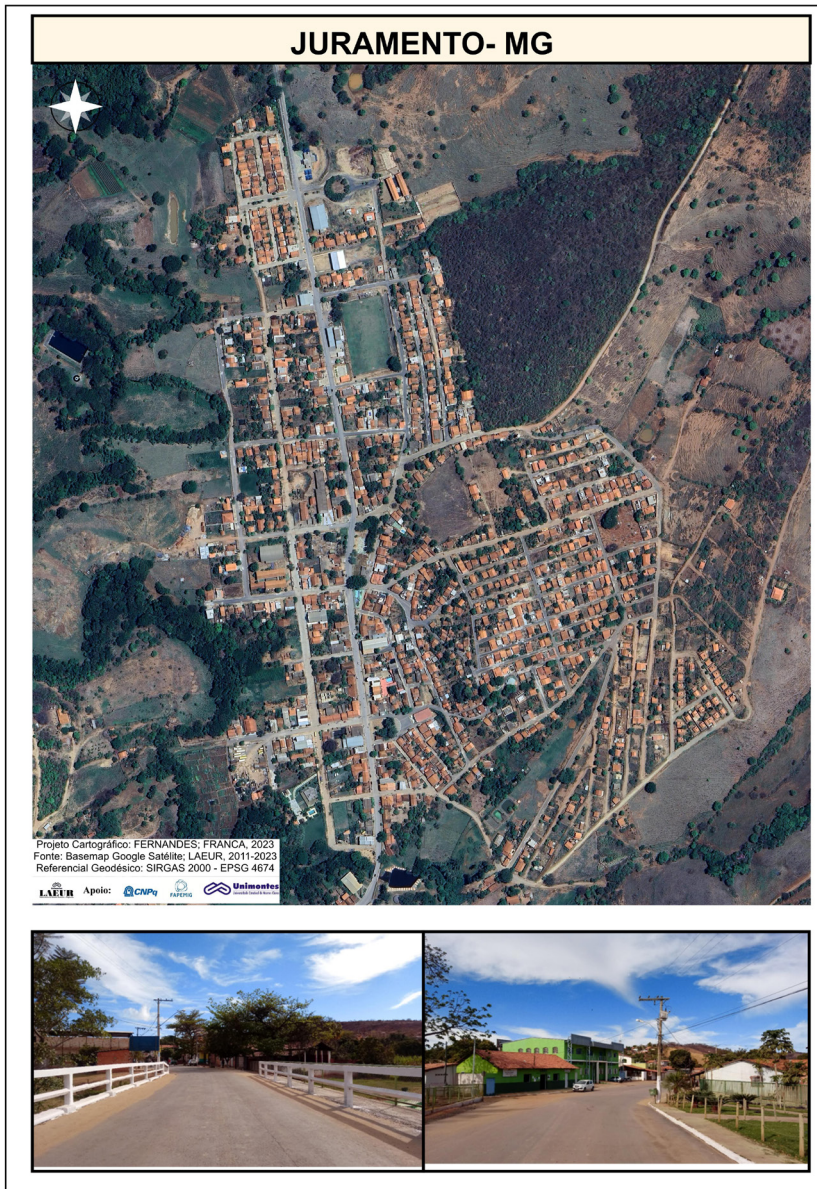 JURAMENTO- MG
Projeto Cartográfico: FERNANDES; FRANCA, 2023
Fonte: Basemap Google Satélite; LAEUR, 2011-2023
Referencial Geodésico: SIRGAS 2000 - EPSG 4674
LAEUR Apoio: CNPq FAPEMIG Unimontes